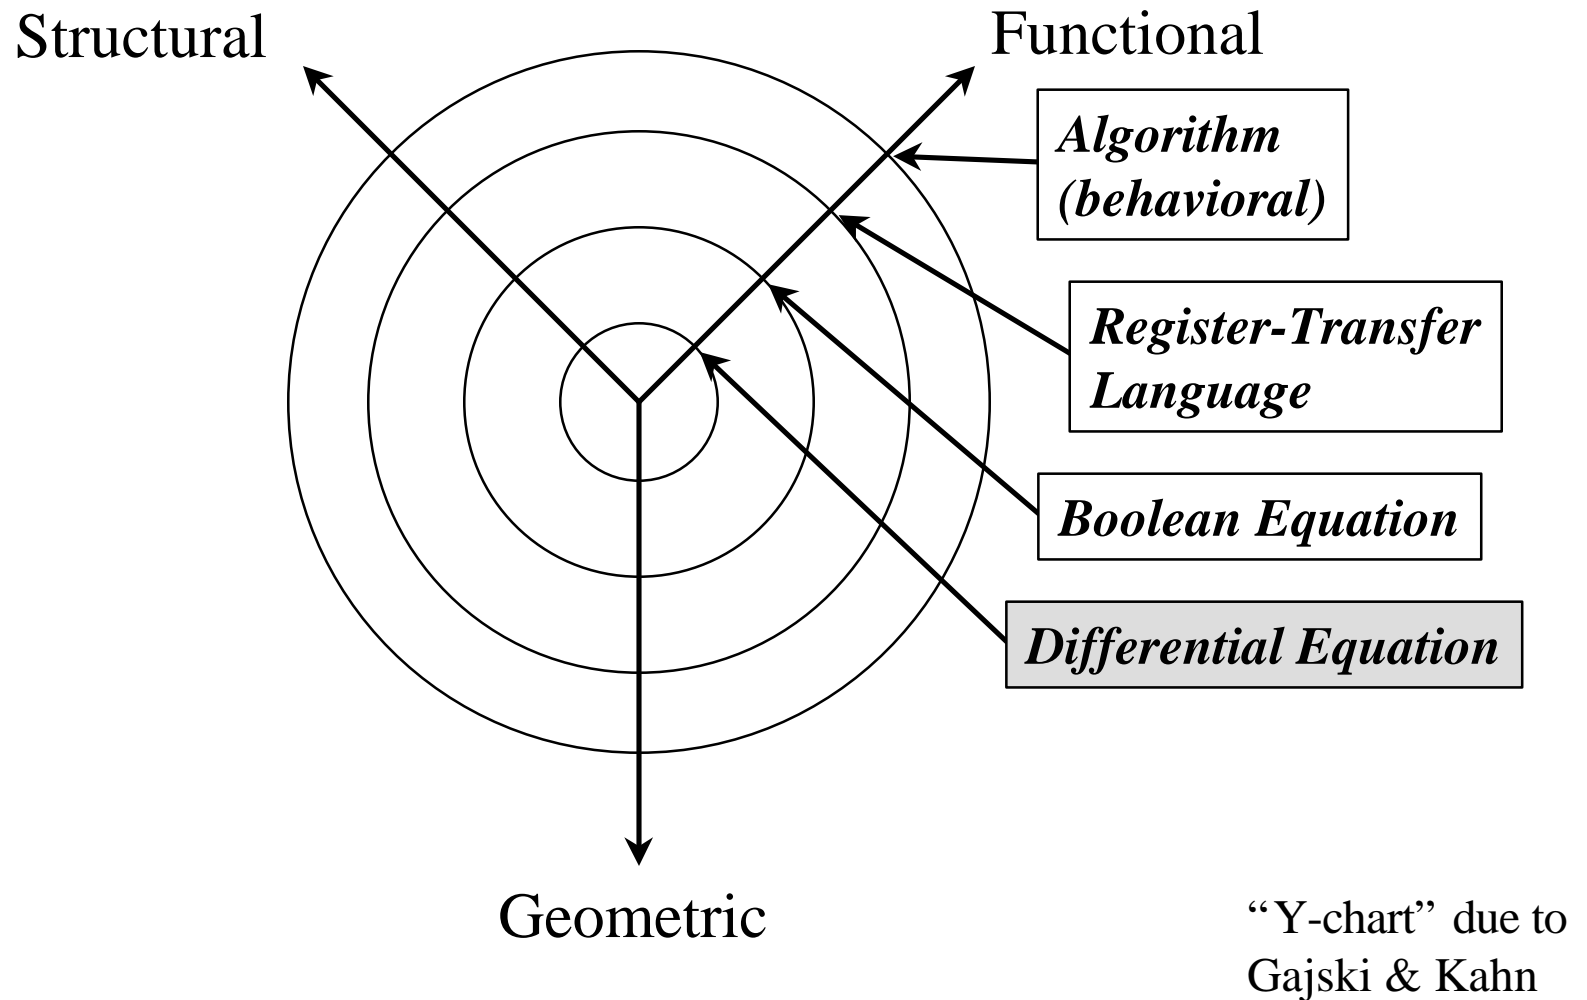 Structural
Functional
Algorithm
(behavioral)
Register-Transfer
Language
Boolean Equation
Differential Equation
Geometric
“Y-chart” due to
Gajski & Kahn